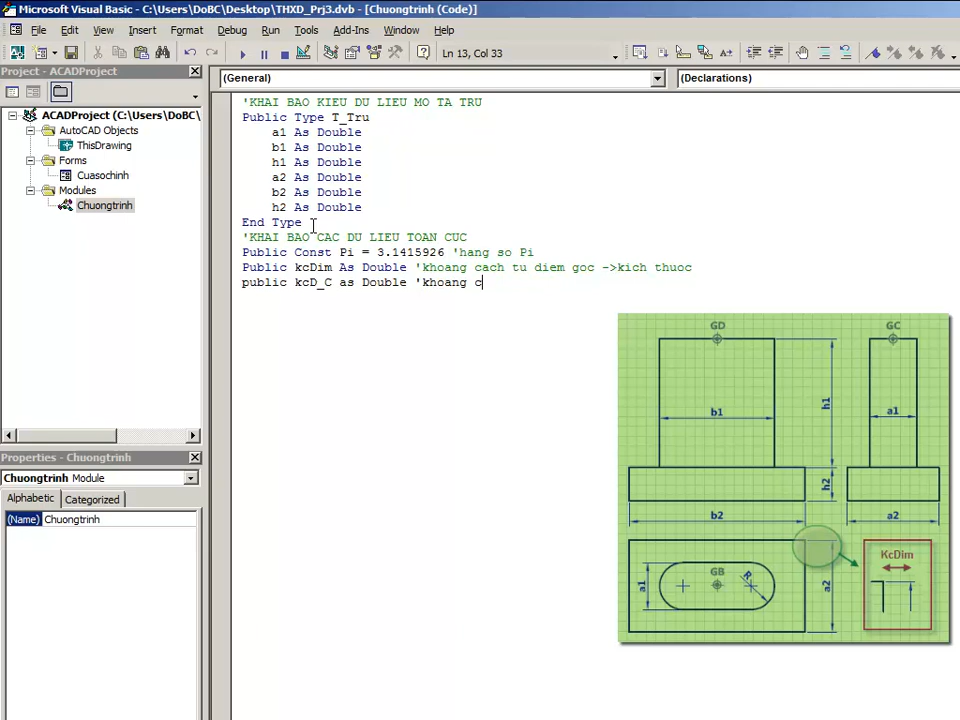 Microsoft Visual Basic - C:\Users\DoBC\Desktop\THXD_Prj3.dvb - [Chuongtrinh (Code)]
File Edit View Insert Format Debug Run Tools Add-Ins Window Help
Ln 13, Col 33
Project - ACADProject
ACADProject (C:\Users\DoBC\
AutoCAD Objects
ThisDrawing
Forms
Cuasochinh
Modules
Chuongtrinh
Properties - Chuongtrinh
Chuongtrinh Module
Alphabetic Categorized
(Name) Chuongtrinh
(General) (Declarations)
'KHAI BAO KIEU DU LIEU MO TA TRU
Public Type T_Tru
a1 As Double
b1 As Double
h1 As Double
a2 As Double
b2 As Double
h2 As Double
End Type
'KHAI BAO CAC DU LIEU TOAN CUC
Public Const Pi = 3.1415926 'hang so Pi
Public kcDim As Double 'khoang cach tu diem goc ->kich thuoc
public kcD_C as Double 'khoang c
GD GC
b1 h1 a1
h2
b2 a2
a1 GB R a2 KcDim